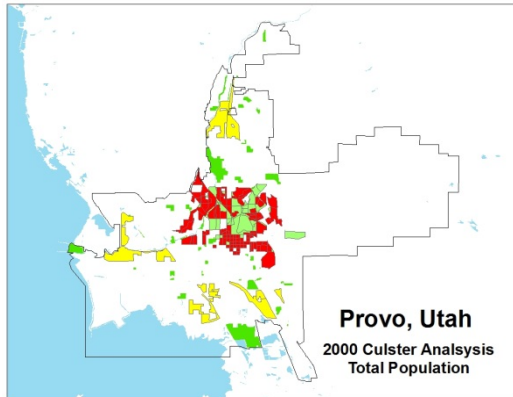 Provo, Utah
2000 Culster Analsysis
Total Population